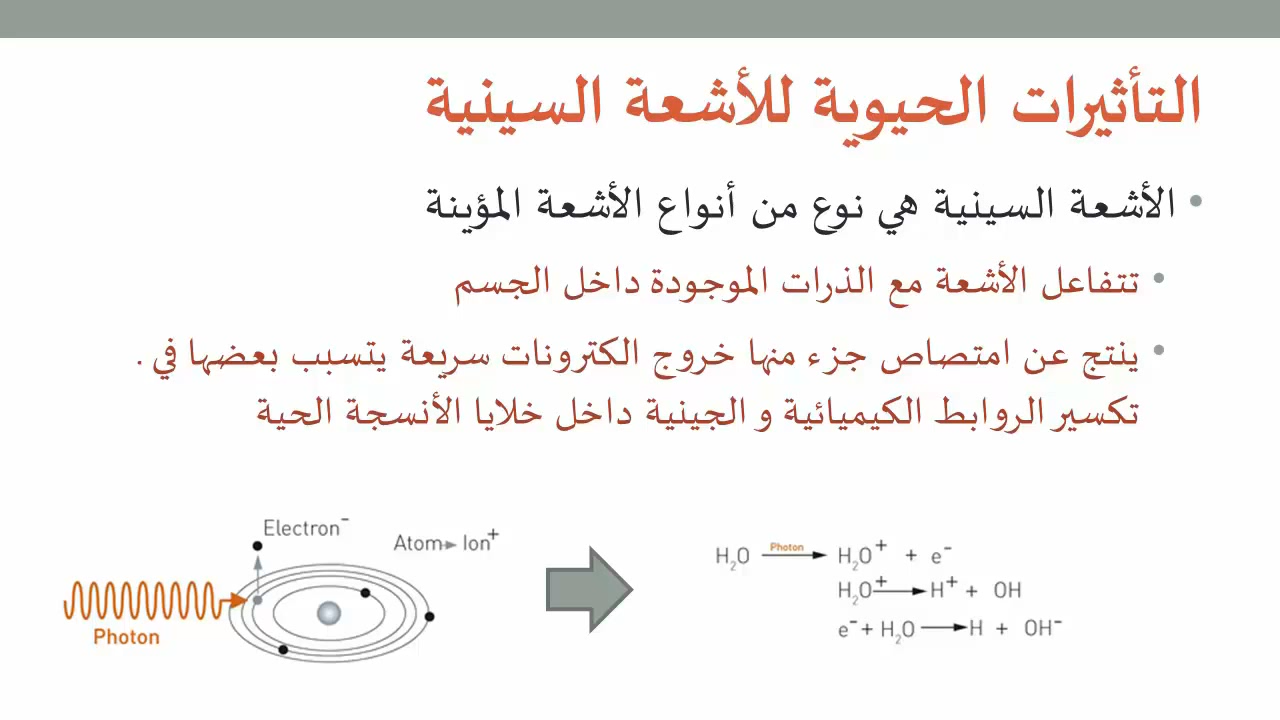 التأثيرات الحيوية للأشعة السينية
• الأشعة السينية هي نوع من أنواع الأشعة المؤينة
• تتفاعل الأشعة مع الذرات الموجودة داخل الجسم
• ينتج عن امتصاص جزء منها خروج الكترونات سريعة يتسبب بعضها في .
تكسير الروابط الكيميائية و الجينية داخل خلايا الأنسجة الحية
Electron⁻
Atom → Ion⁺
Photon
Photon
H₂O → H₂O⁺ + e⁻
H₂O⁺ → H⁺ + OH
e⁻ + H₂O → H + OH⁻